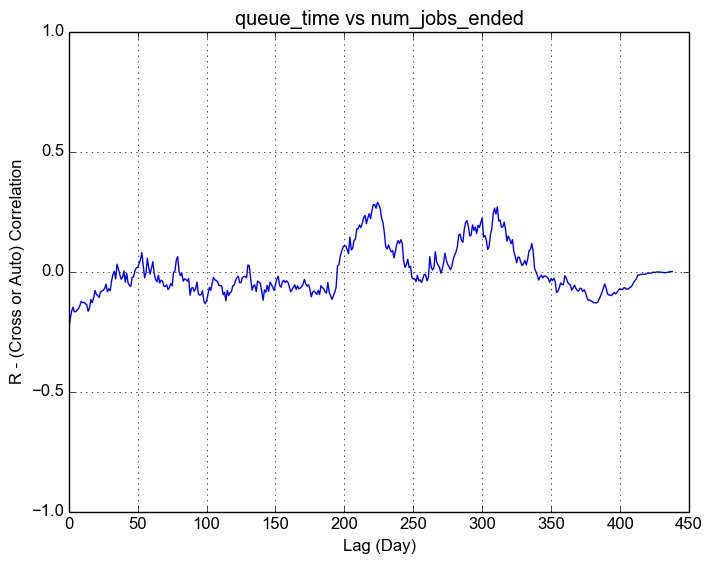 queue_time vs num_jobs_ended
1.0
0.5
0.0
−0.5
−1.0
R - (Cross or Auto) Correlation
0 50 100 150 200 250 300 350 400 450
Lag (Day)